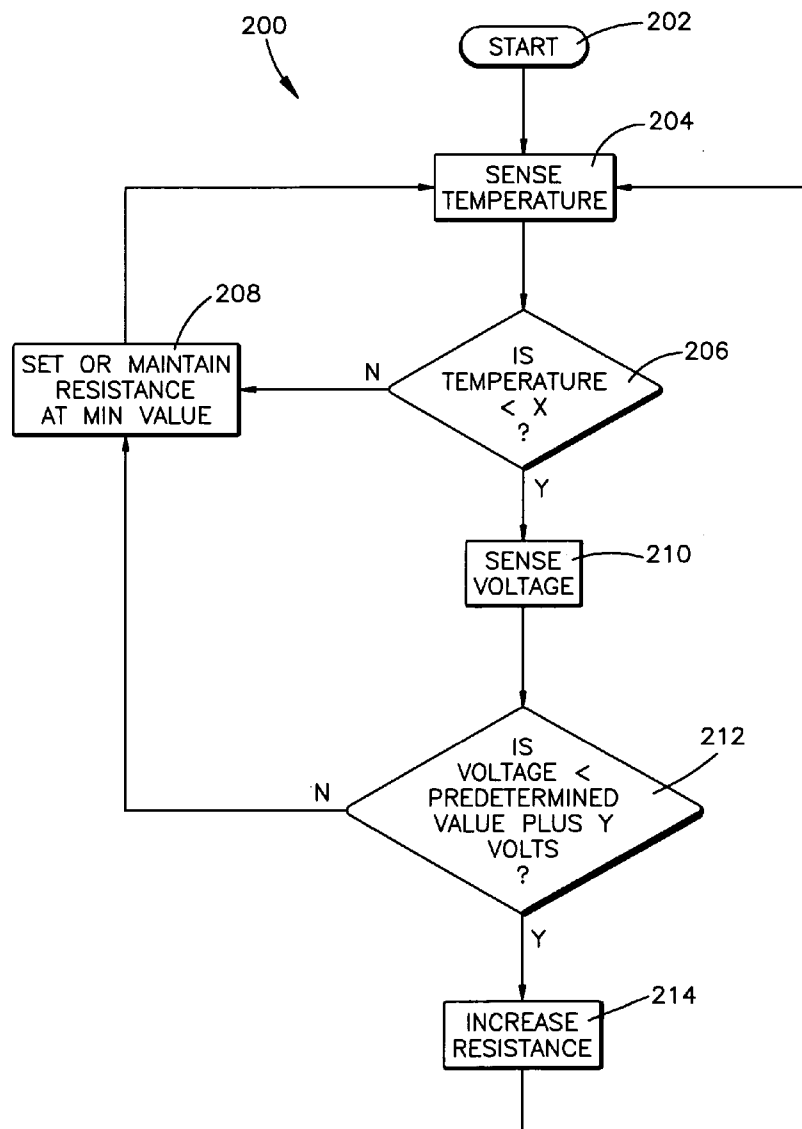 200
START
202
SENSE
TEMPERATURE
204
IS
TEMPERATURE
< X
?
206
N
Y
SET OR MAINTAIN
RESISTANCE
AT MIN VALUE
208
SENSE
VOLTAGE
210
IS
VOLTAGE <
PREDETERMINED
VALUE PLUS Y
VOLTS
?
212
N
Y
INCREASE
RESISTANCE
214